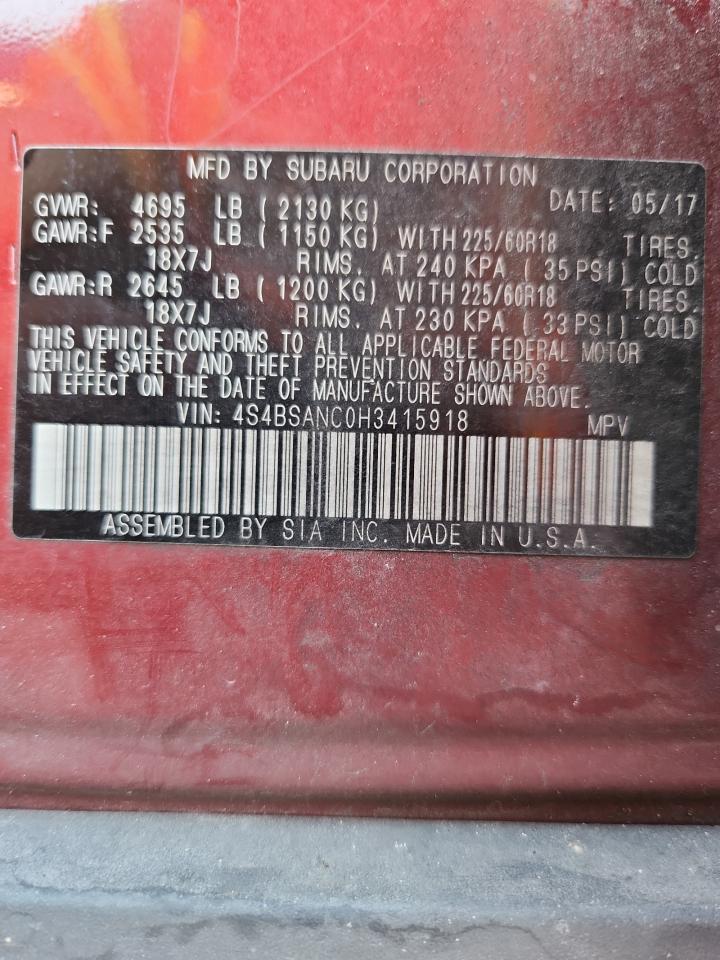 MFD BY SUBARU CORPORATION
GVWR: 4695 LB ( 2130 KG) DATE: 05/17
GAWR:F 2535 LB ( 1150 KG) WITH 225/60R18 TIRES.
18X7J RIMS. AT 240 KPA ( 35 PSI) COLD
GAWR:R 2645 LB ( 1200 KG) WITH 225/60R18 TIRES.
18X7J RIMS. AT 230 KPA ( 33 PSI) COLD
THIS VEHICLE CONFORMS TO ALL APPLICABLE FEDERAL MOTOR
VEHICLE SAFETY AND THEFT PREVENTION STANDARDS
IN EFFECT ON THE DATE OF MANUFACTURE SHOWN ABOVE.
VIN: 4S4BSANC0H3415918 MPV
ASSEMBLED BY SIA INC. MADE IN U.S.A.